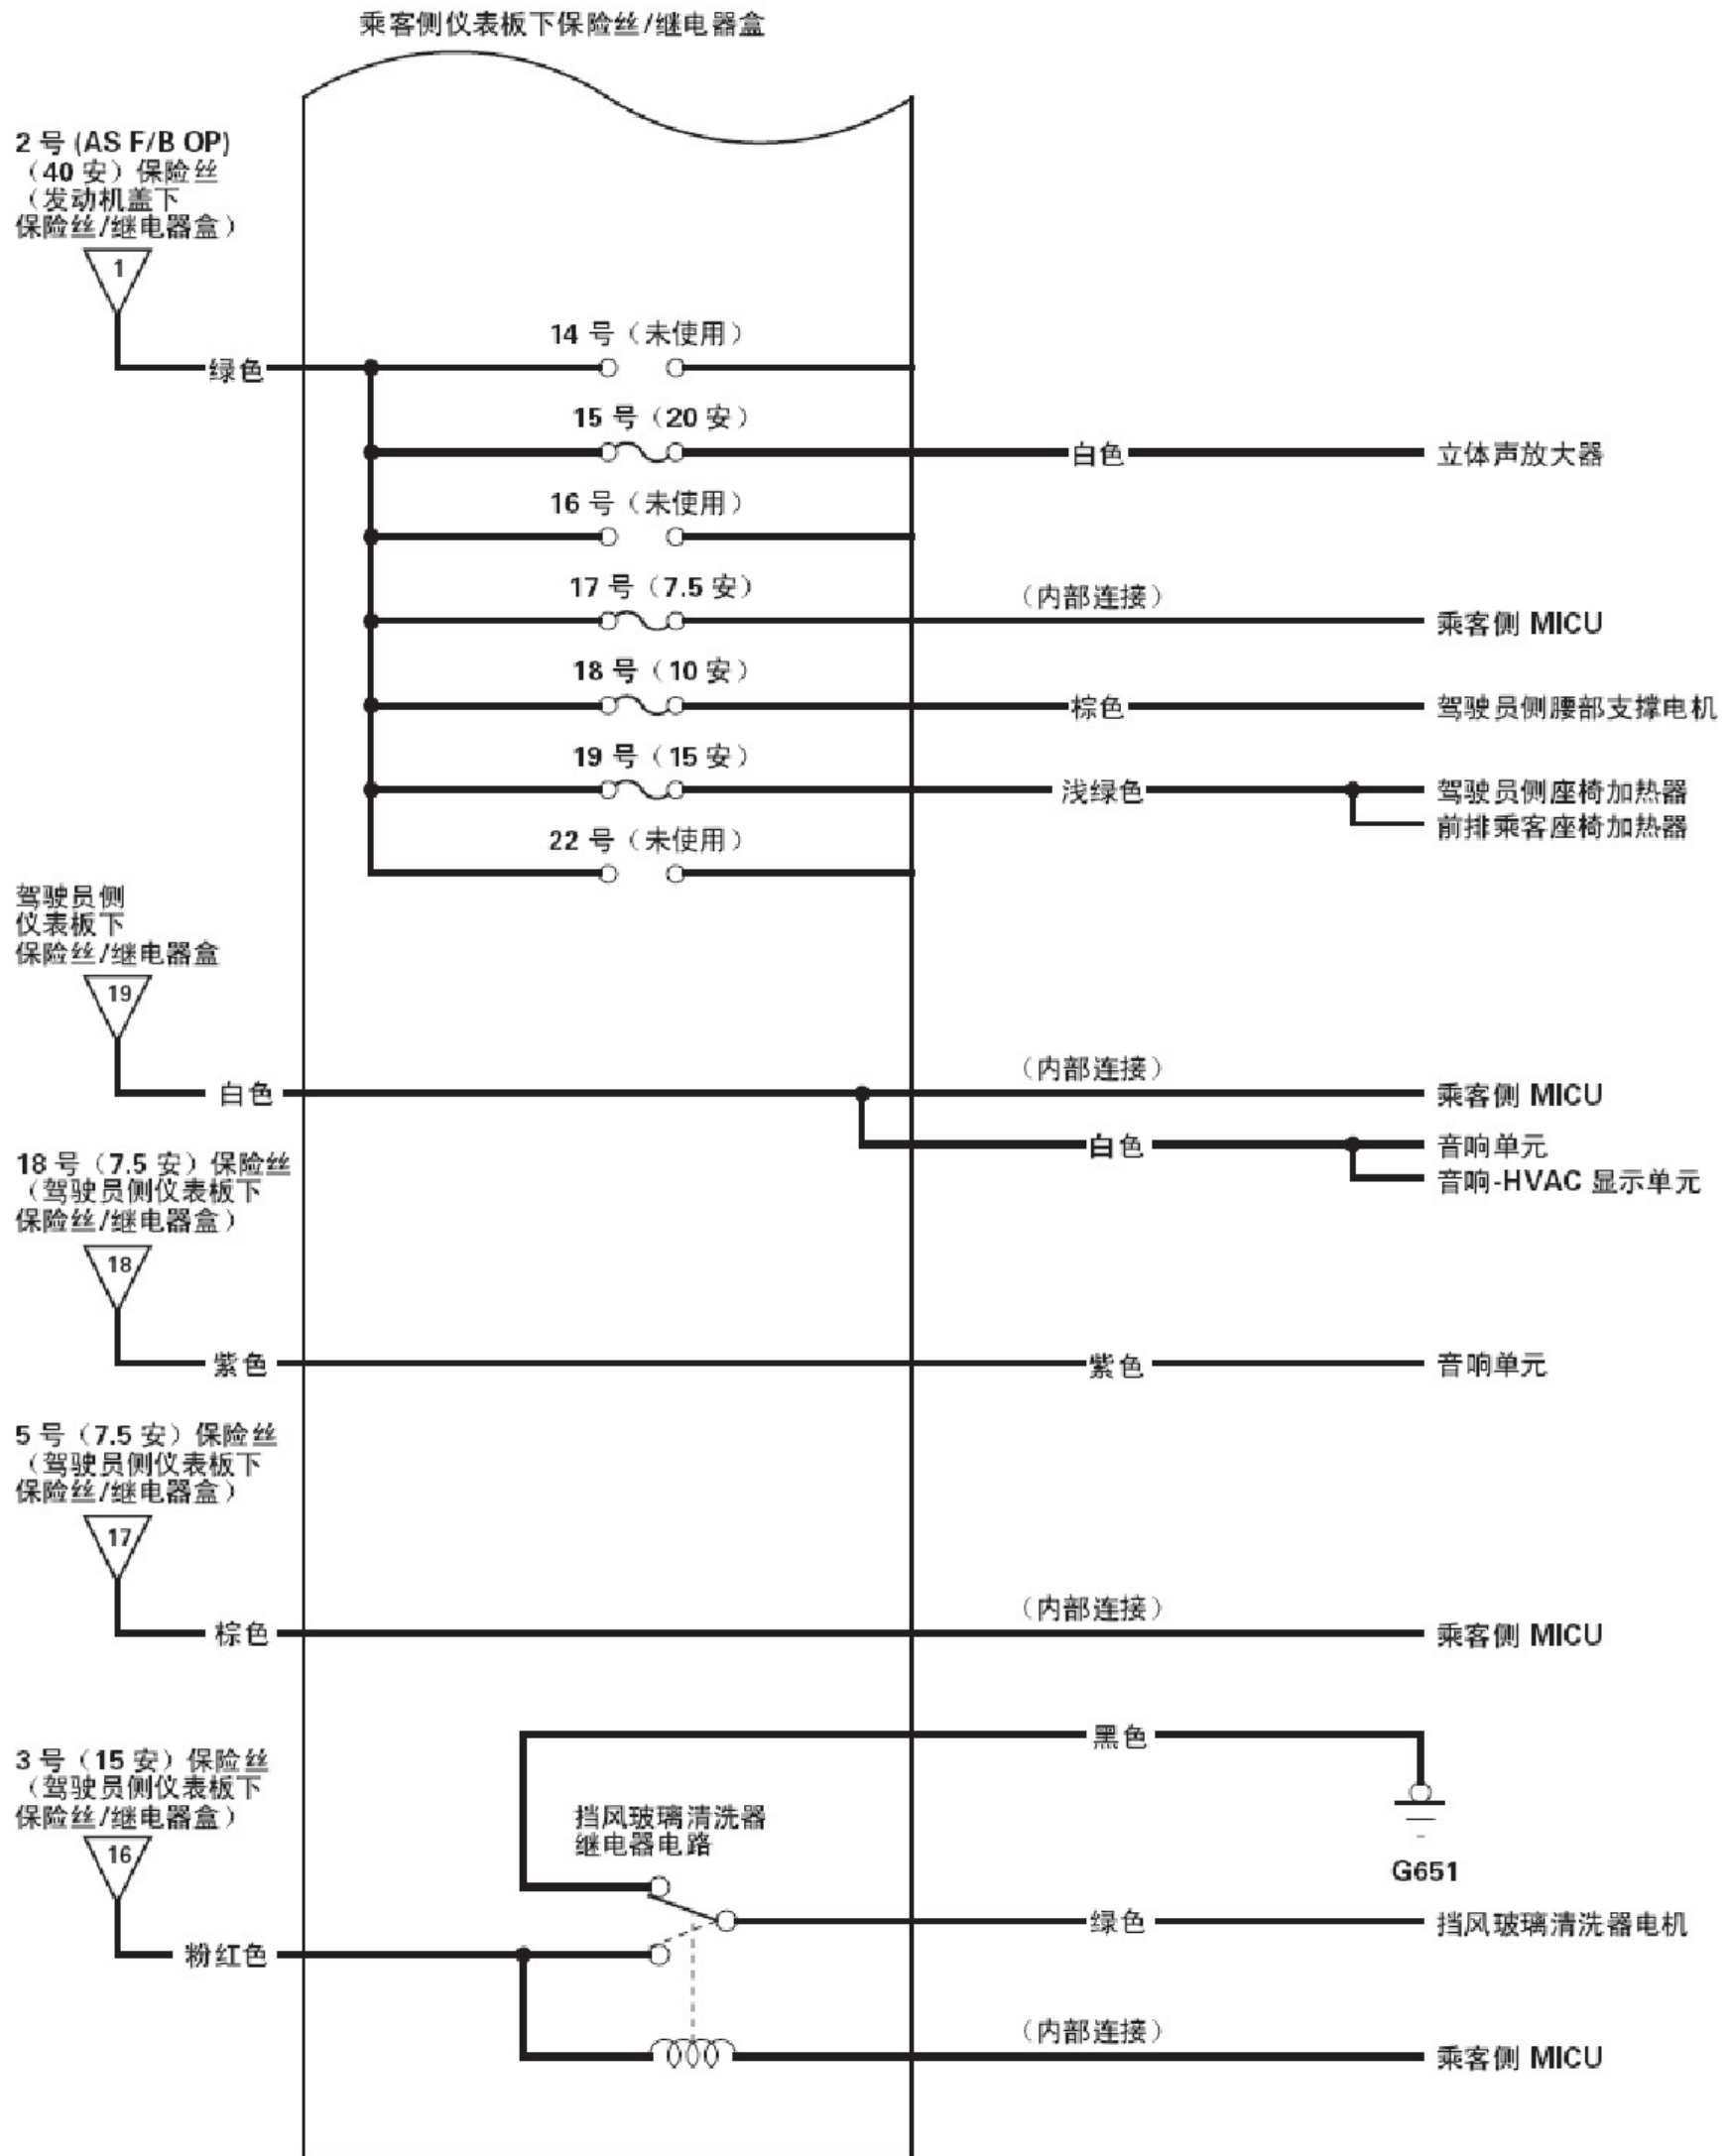 乘客侧仪表板下保险丝/继电器盒
2 号 (AS F/B OP)
（40 安）保险丝
（发动机盖下
保险丝/继电器盒）
1
绿色
14 号（未使用）
15 号（20 安）
白色
立体声放大器
16 号（未使用）
17 号（7.5 安）
（内部连接）
乘客侧 MICU
18 号（10 安）
棕色
驾驶员侧腰部支撑电机
19 号（15 安）
浅绿色
驾驶员侧座椅加热器
前排乘客座椅加热器
22 号（未使用）
驾驶员侧
仪表板下
保险丝/继电器盒
19
白色
（内部连接）
乘客侧 MICU
白色
音响单元
音响-HVAC 显示单元
18 号（7.5 安）保险丝
（驾驶员侧仪表板下
保险丝/继电器盒）
18
紫色
紫色
音响单元
5 号（7.5 安）保险丝
（驾驶员侧仪表板下
保险丝/继电器盒）
17
棕色
（内部连接）
乘客侧 MICU
黑色
G651
3 号（15 安）保险丝
（驾驶员侧仪表板下
保险丝/继电器盒）
16
粉红色
挡风玻璃清洗器
继电器电路
绿色
挡风玻璃清洗器电机
（内部连接）
乘客侧 MICU